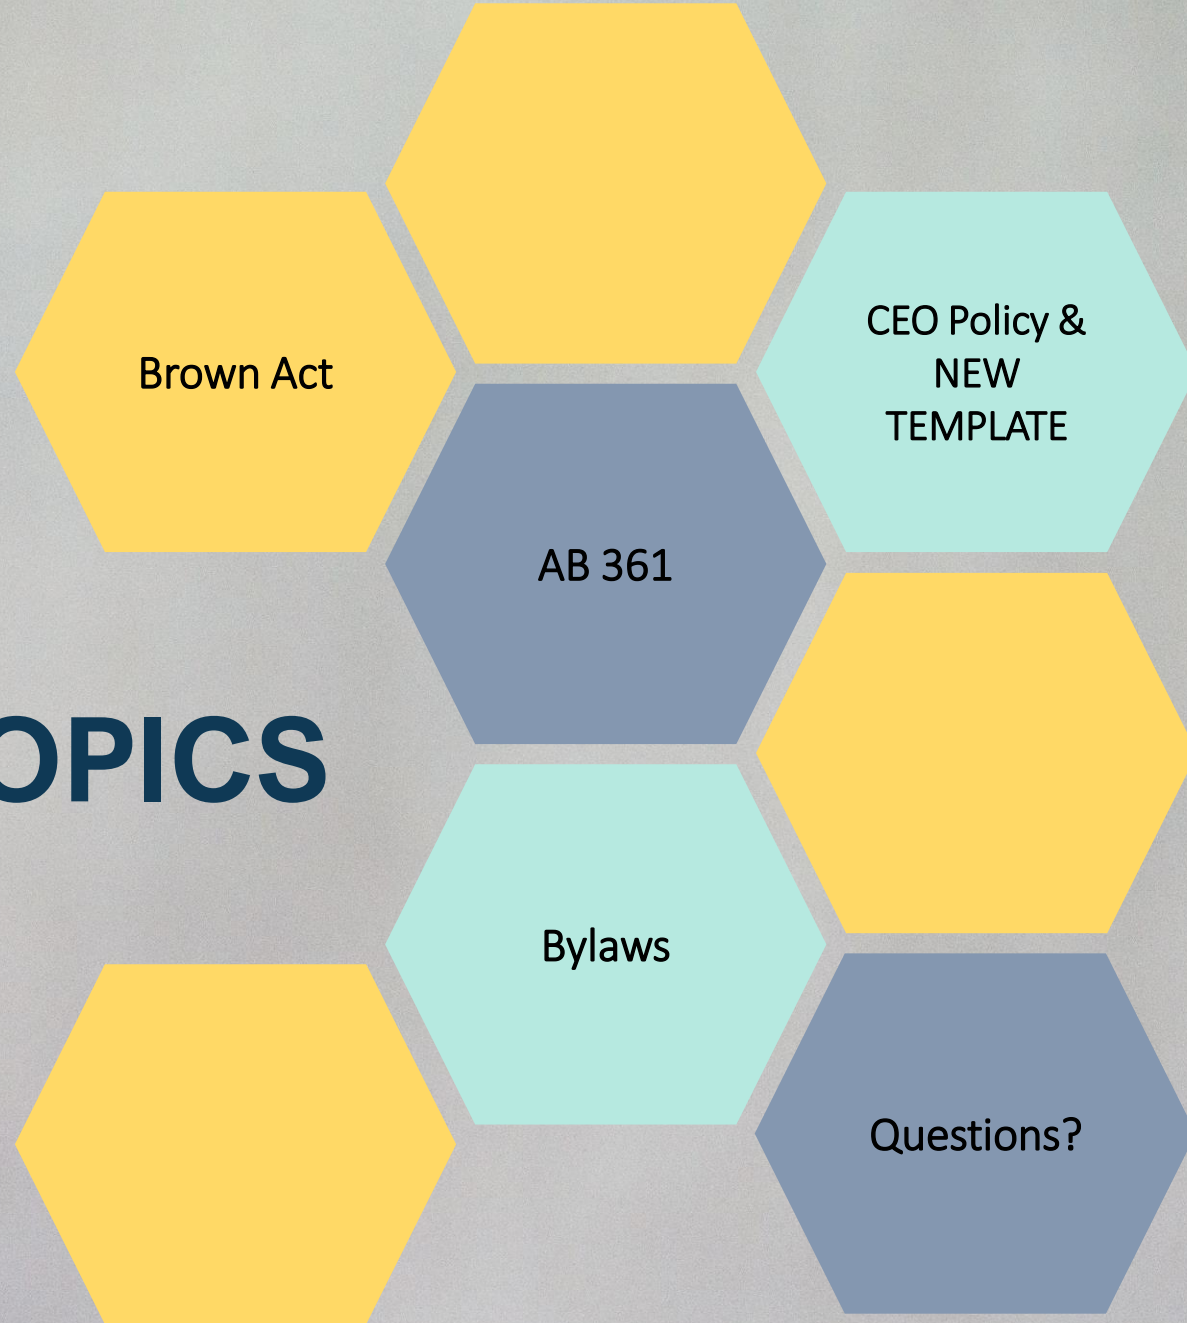 Brown Act
CEO Policy &
NEW
TEMPLATE
AB 361
OPICS
Bylaws
Questions?